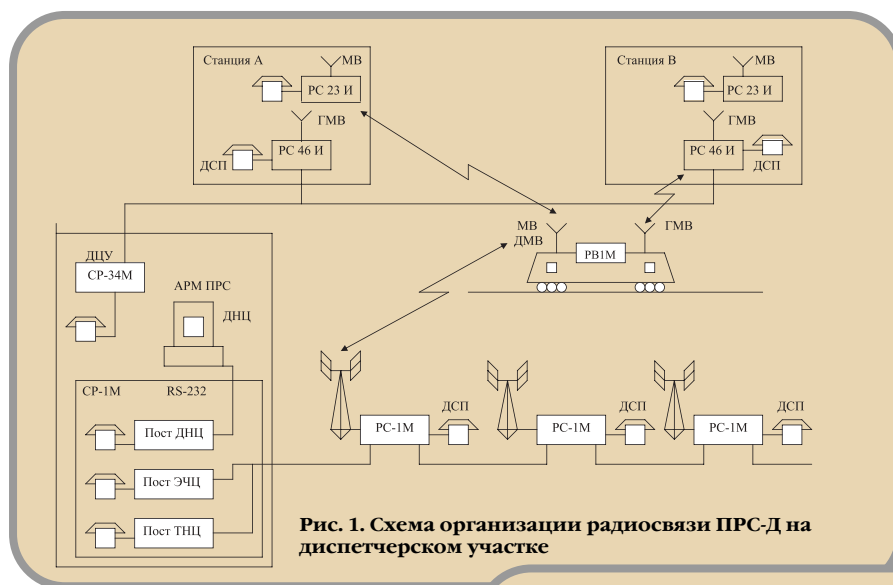 Станция А
МВ
РС 23 И
ГМВ
РС 46 И
ДСП
Станция В
МВ
РС 23 И
ГМВ
РС 46 И
ДСП
МВ
ДМВ
ГМВ
РВ1М
ДЦУ
СР-34М
АРМ ПРС
ДНЦ
СР-1М
RS-232
Пост ДНЦ
Пост ЭЧЦ
Пост ТНЦ
РС-1М
ДСП
РС-1М
ДСП
РС-1М
ДСП
Рис. 1. Схема организации радиосвязи ПРС-Д на
диспетчерском участке